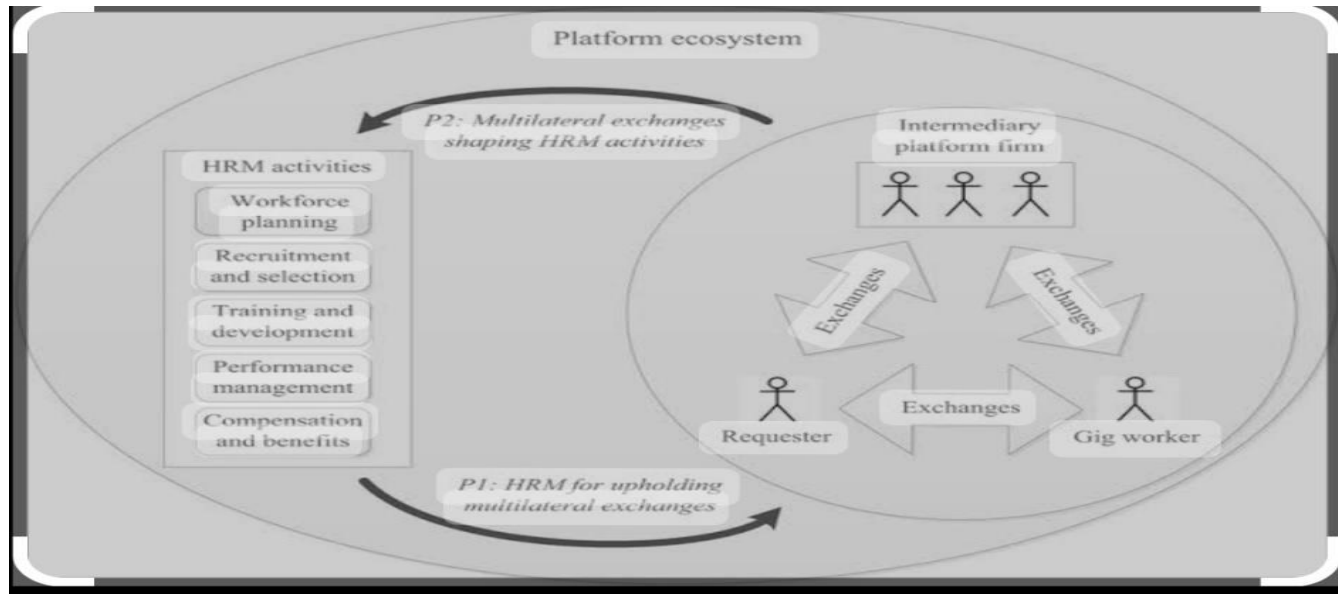 Platform ecosystem
P2: Multilateral exchanges
shaping HRM activities
HRM activities
Workforce
planning
Recruitment
and selection
Training and
development
Performance
management
Compensation
and benefits
Intermediary
platform firm
Exchanges
Exchanges
Exchanges
Requester
Gig worker
P1: HRM for upholding
multilateral exchanges